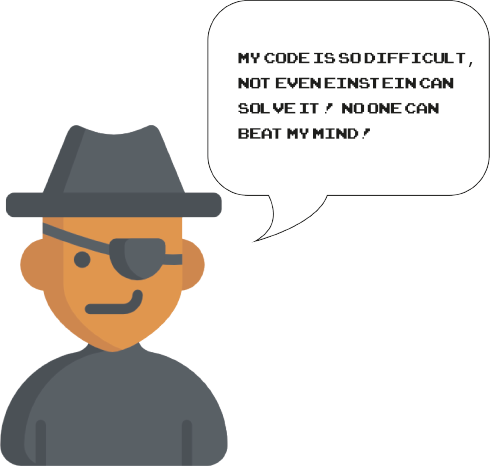 MY CODE IS SO DIFFICULT,
NOT EVEN EINSTEIN CAN
SOLVE IT! NO ONE CAN
BEAT MY MIND!